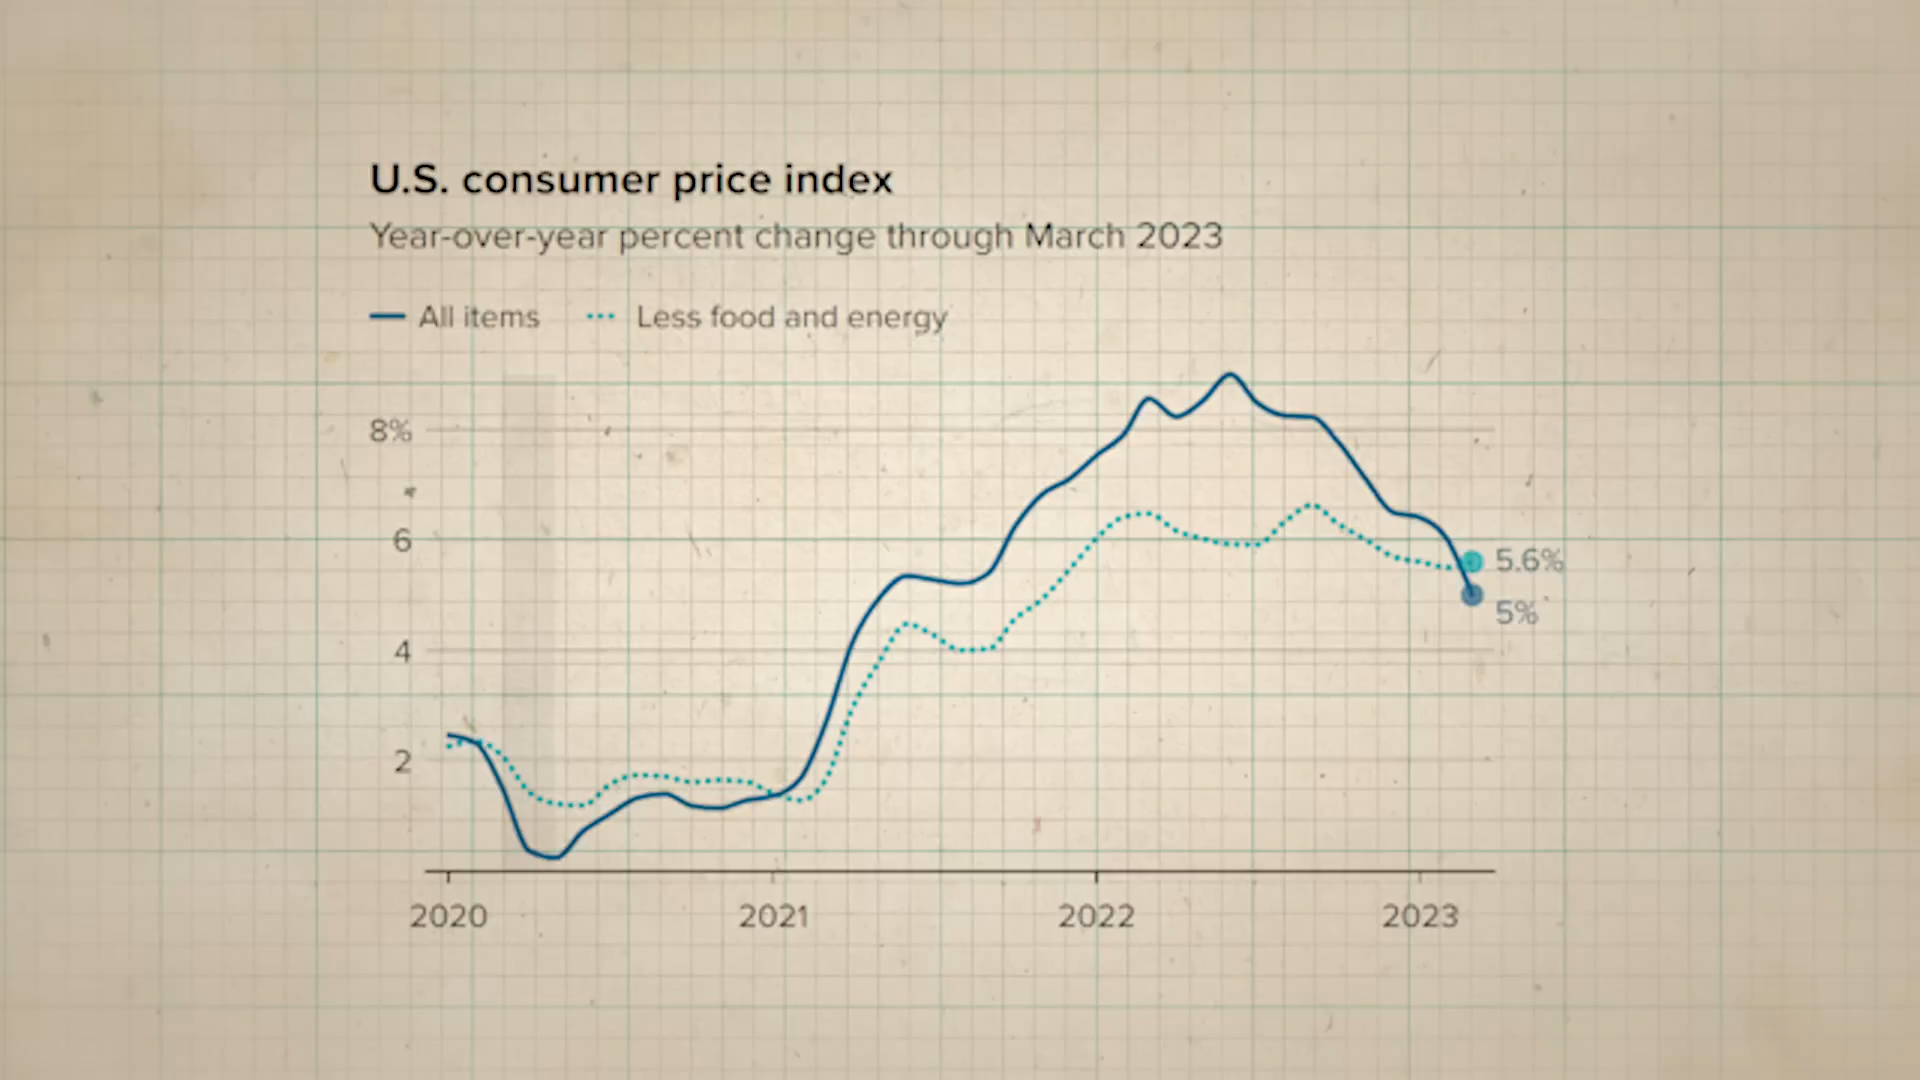 U.S. consumer price index
Year-over-year percent change through March 2023
All items Less food and energy
8%
6
5.6%
5%
4
2
2020 2021 2022 2023